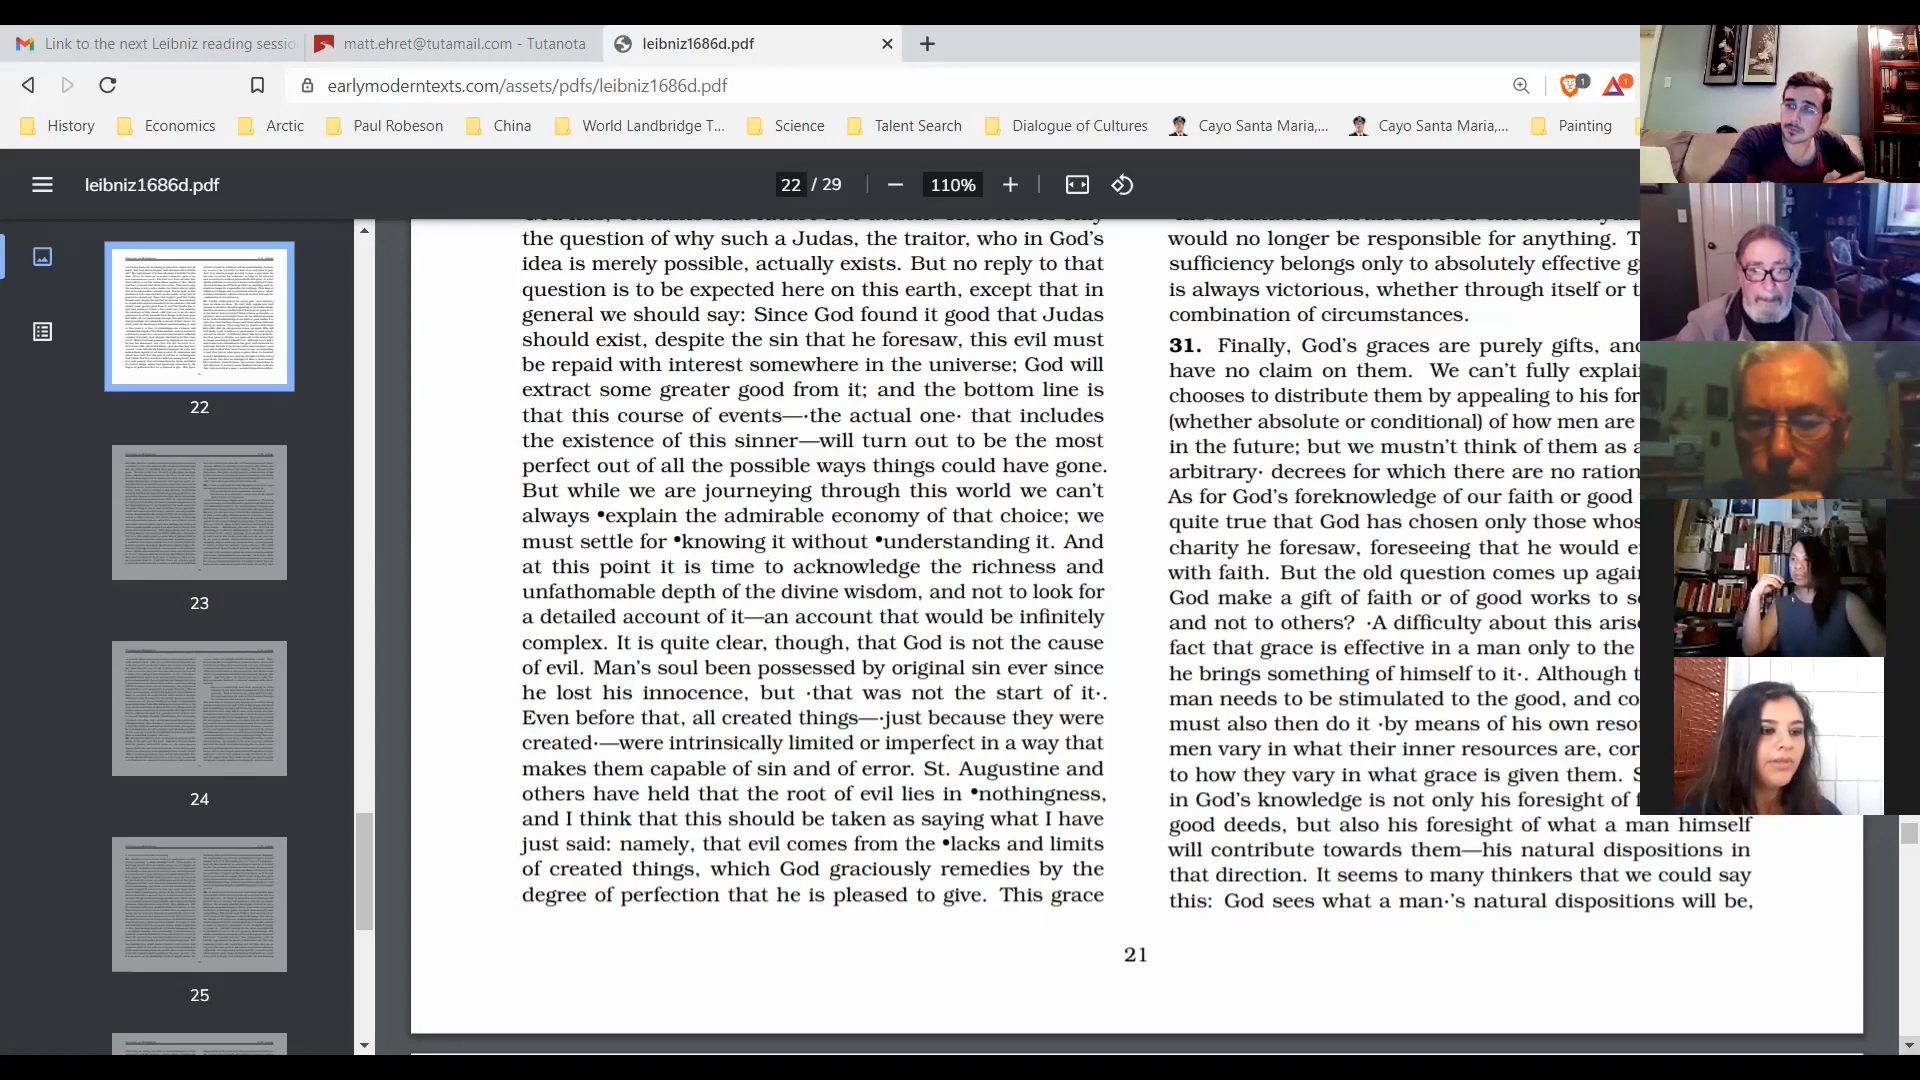 Link to the next Leibniz reading sessio
matt.ehret@tutamail.com - Tutanota
leibniz1686d.pdf
earlymoderntexts.com/assets/pdfs/leibniz1686d.pdf
1
1
History
Economics
Arctic
Paul Robeson
China
World Landbridge T...
Science
Talent Search
Dialogue of Cultures
Cayo Santa Maria,...
Cayo Santa Maria,...
Painting
leibniz1686d.pdf
22 / 29
110%
22
23
24
25
the question of why such a Judas, the traitor, who in God's
idea is merely possible, actually exists. But no reply to that
question is to be expected here on this earth, except that in
general we should say: Since God found it good that Judas
should exist, despite the sin that he foresaw, this evil must
be repaid with interest somewhere in the universe; God will
extract some greater good from it; and the bottom line is
that this course of events—·the actual one· that includes
the existence of this sinner—will turn out to be the most
perfect out of all the possible ways things could have gone.
But while we are journeying through this world we can't
always •explain the admirable economy of that choice; we
must settle for •knowing it without •understanding it. And
at this point it is time to acknowledge the richness and
unfathomable depth of the divine wisdom, and not to look for
a detailed account of it—an account that would be infinitely
complex. It is quite clear, though, that God is not the cause
of evil. Man's soul been possessed by original sin ever since
he lost his innocence, but ·that was not the start of it·.
Even before that, all created things—·just because they were
created·—were intrinsically limited or imperfect in a way that
makes them capable of sin and of error. St. Augustine and
others have held that the root of evil lies in •nothingness,
and I think that this should be taken as saying what I have
just said: namely, that evil comes from the •lacks and limits
of created things, which God graciously remedies by the
degree of perfection that he is pleased to give. This grace
would no longer be responsible for anything. T
sufficiency belongs only to absolutely effective g
is always victorious, whether through itself or t
combination of circumstances.
31. Finally, God's graces are purely gifts, and
have no claim on them. We can't fully explai
chooses to distribute them by appealing to his for
(whether absolute or conditional) of how men are
in the future; but we mustn't think of them as a
arbitrary· decrees for which there are no ration
As for God's foreknowledge of our faith or good
quite true that God has chosen only those whos
charity he foresaw, foreseeing that he would e
with faith. But the old question comes up agai
God make a gift of faith or of good works to s
and not to others? ·A difficulty about this aris
fact that grace is effective in a man only to the
he brings something of himself to it·. Although t
man needs to be stimulated to the good, and co
must also then do it ·by means of his own reso
men vary in what their inner resources are, cor
to how they vary in what grace is given them. S
in God's knowledge is not only his foresight of f
good deeds, but also his foresight of what a man himself
will contribute towards them—his natural dispositions in
that direction. It seems to many thinkers that we could say
this: God sees what a man·'s natural dispositions will be,
21